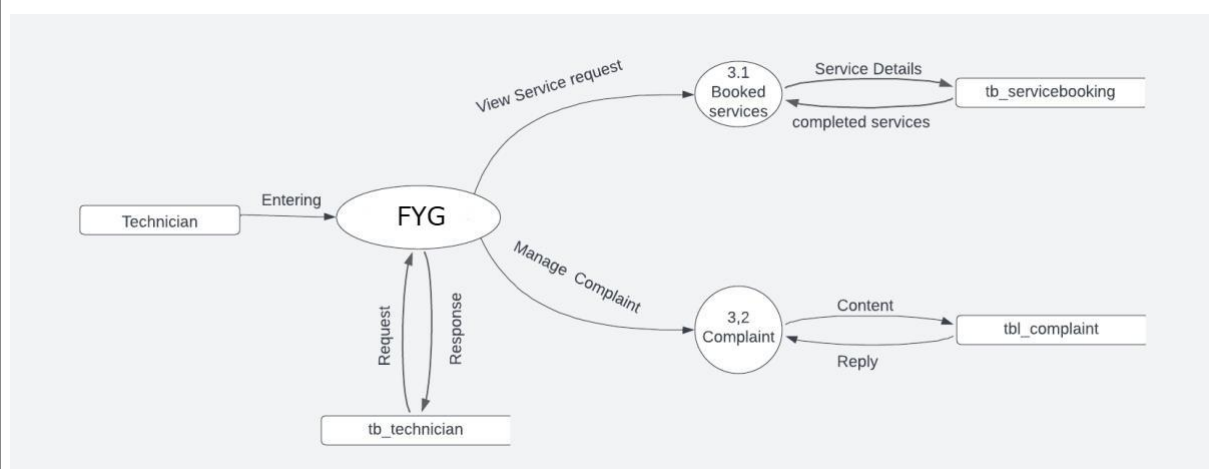 View Service request
3.1
Booked
services
Service Details
tb_servicebooking
completed services
Technician
Entering
FYG
Manage Complaint
Request
Response
3,2
Complaint
Content
tbl_complaint
Reply
tb_technician